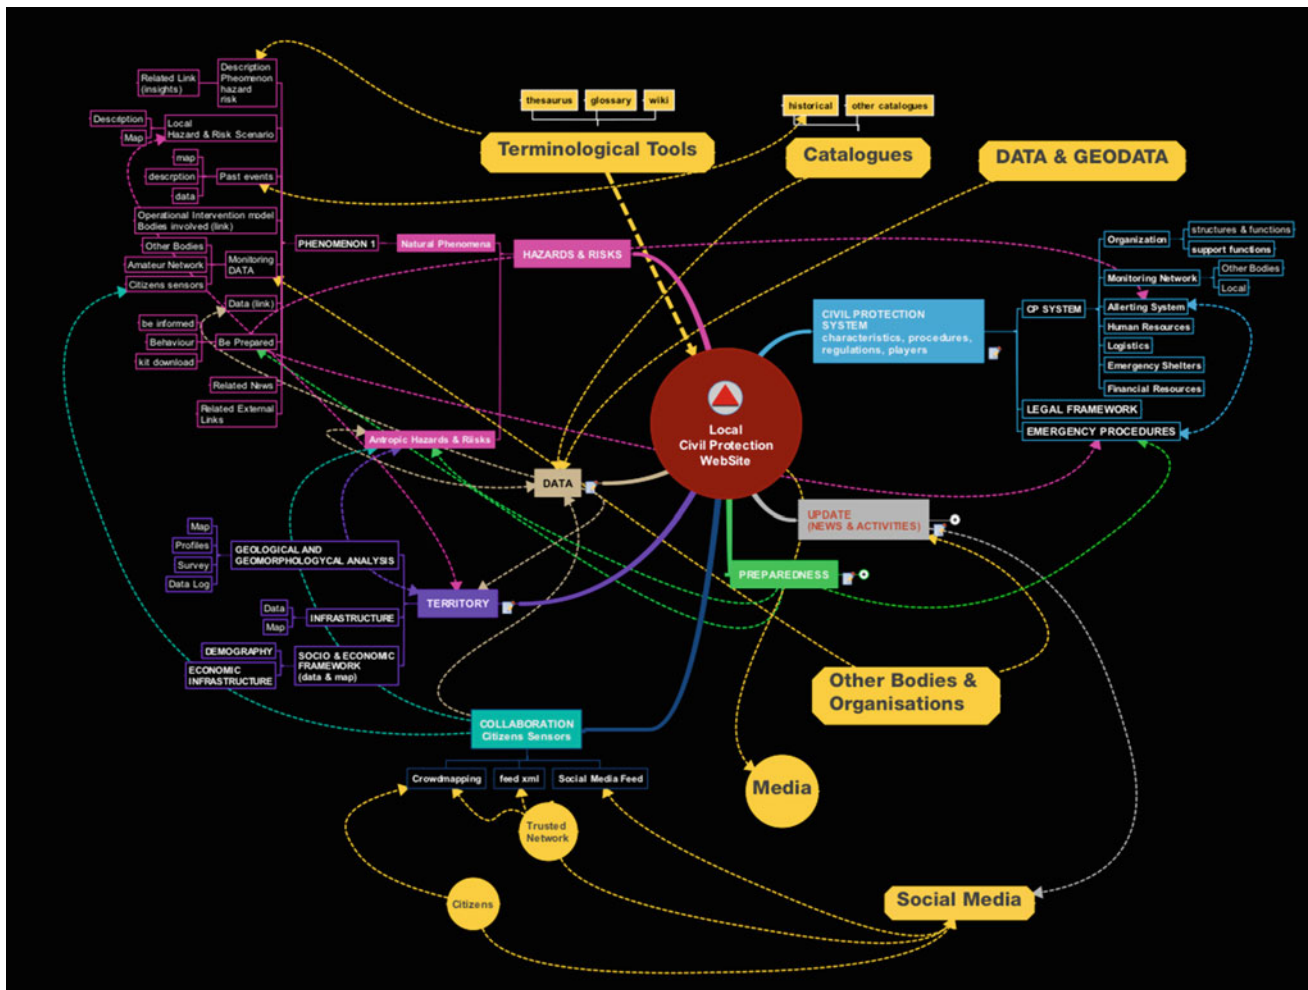 Description
Pheomenon
hazard
risk
Related Link
(insights)
Local
Hazard & Risk Scenario
Description
Map
Past events
map
descrption
data
Operational Intervention model
Bodies involved (link)
Monitoring
DATA
Other Bodies
Amateur Network
Citizens sensors
Data (link)
Be Prepared
be informed
Behaviour
kit download
Related News
Related External
Links
PHENOMENON 1
Natural Phenomena
HAZARDS & RISKS
Antropic Hazards & Riisks
thesaurus
glossary
wiki
Terminological Tools
historical
other catalogues
Catalogues
DATA & GEODATA
CIVIL PROTECTION
SYSTEM
characteristics, procedures,
regulations, players
CP SYSTEM
Organization
structures & functions
support functions
Monitoring Network
Other Bodies
Local
Allerting System
Human Resources
Logistics
Emergency Shelters
Financial Resources
LEGAL FRAMEWORK
EMERGENCY PROCEDURES
Local
Civil Protection
WebSite
DATA
UPDATE
(NEWS & ACTIVITIES)
PREPAREDNESS
TERRITORY
GEOLOGICAL AND
GEOMORPHOLOGYCAL ANALYSIS
Map
Profiles
Survey
Data Log
INFRASTRUCTURE
Data
Map
SOCIO & ECONOMIC
FRAMEWORK
(data & map)
DEMOGRAPHY
ECONOMIC
INFRASTRUCTURE
COLLABORATION
Citizens Sensors
Crowdmapping
feed xml
Social Media Feed
Trusted
Network
Citizens
Other Bodies &
Organisations
Media
Social Media